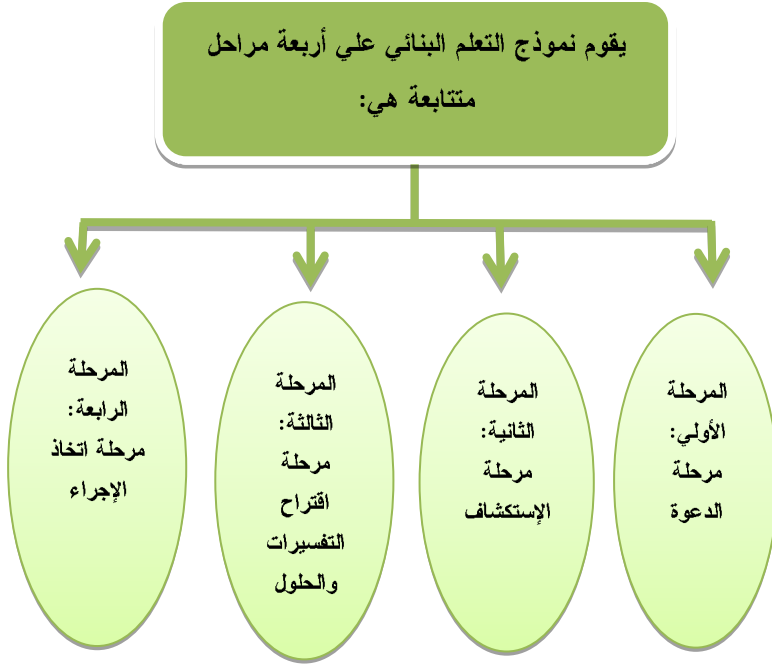 يقوم نموذج التعلم البنائي علي أربعة مراحل
متتابعة هي:
المرحلة
الأولي:
مرحلة
الدعوة
المرحلة
الثانية:
مرحلة
الإستكشاف
المرحلة
الثالثة:
مرحلة
اقتراح
التفسيرات
والحلول
المرحلة
الرابعة:
مرحلة اتخاذ
الإجراء